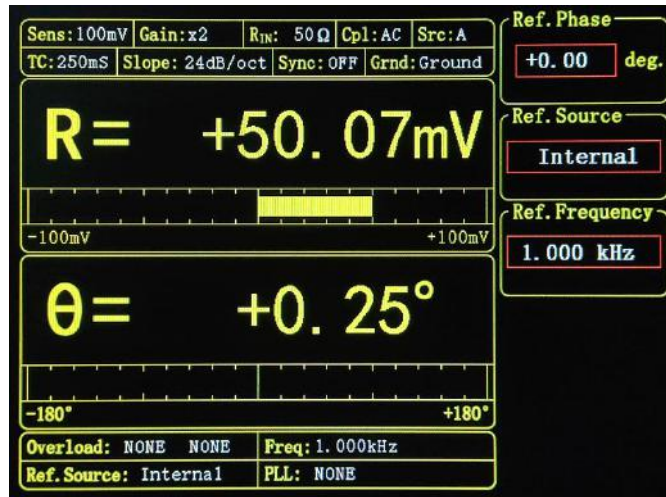 Sens:100mV Gain:x2 RIN: 50Ω Cpl:AC Src:A
TC:250mS Slope: 24dB/oct Sync:OFF Grnd:Ground
R= +50.07mV
-100mV +100mV
θ= +0.25°
-180° +180°
Overload: NONE NONE Freq:1.000kHz
Ref.Source: Internal PLL: NONE
Ref.Phase
+0.00 deg.
Ref.Source
Internal
Ref.Frequency
1.000 kHz